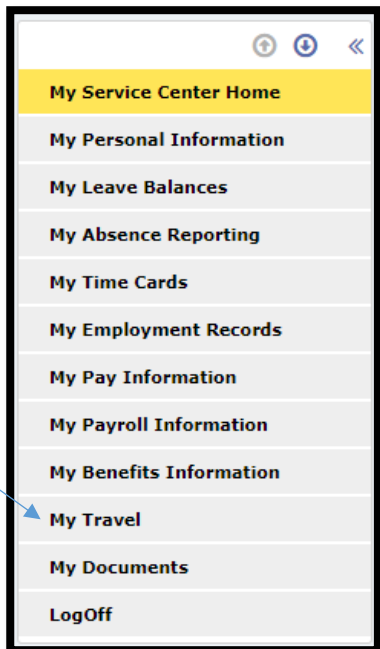 My Service Center Home
My Personal Information
My Leave Balances
My Absence Reporting
My Time Cards
My Employment Records
My Pay Information
My Payroll Information
My Benefits Information
My Travel
My Documents
LogOff